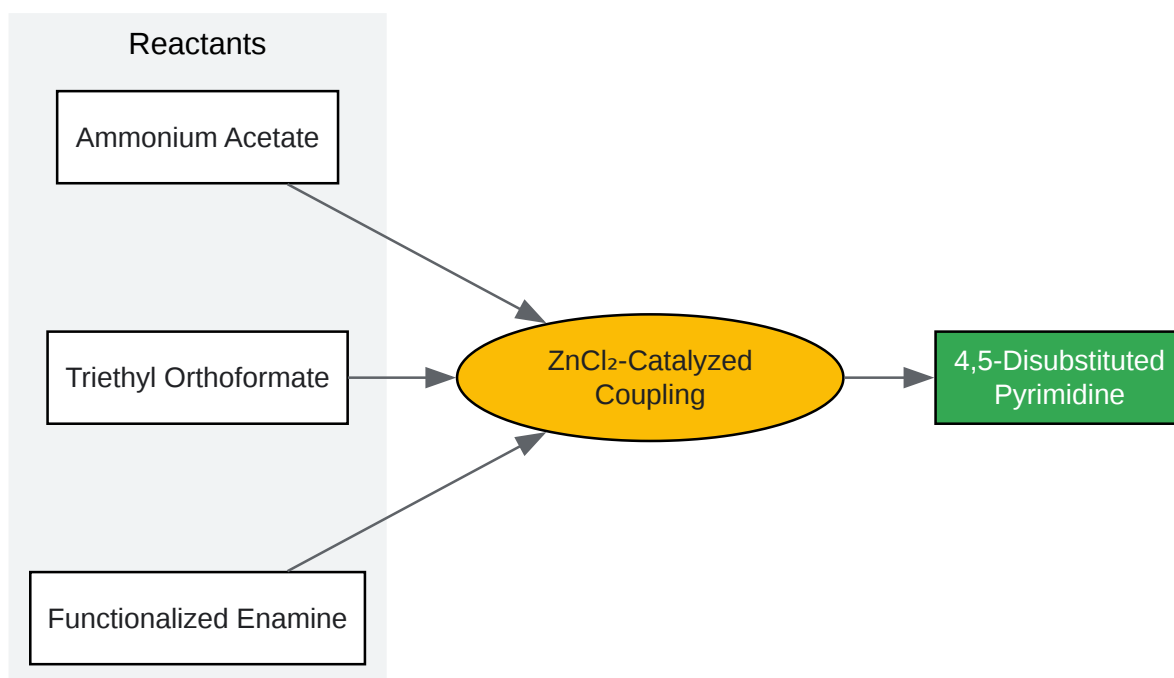 Reactants
Ammonium Acetate
Triethyl Orthoformate
Functionalized Enamine
ZnCl₂-Catalyzed
Coupling
4,5-Disubstituted
Pyrimidine